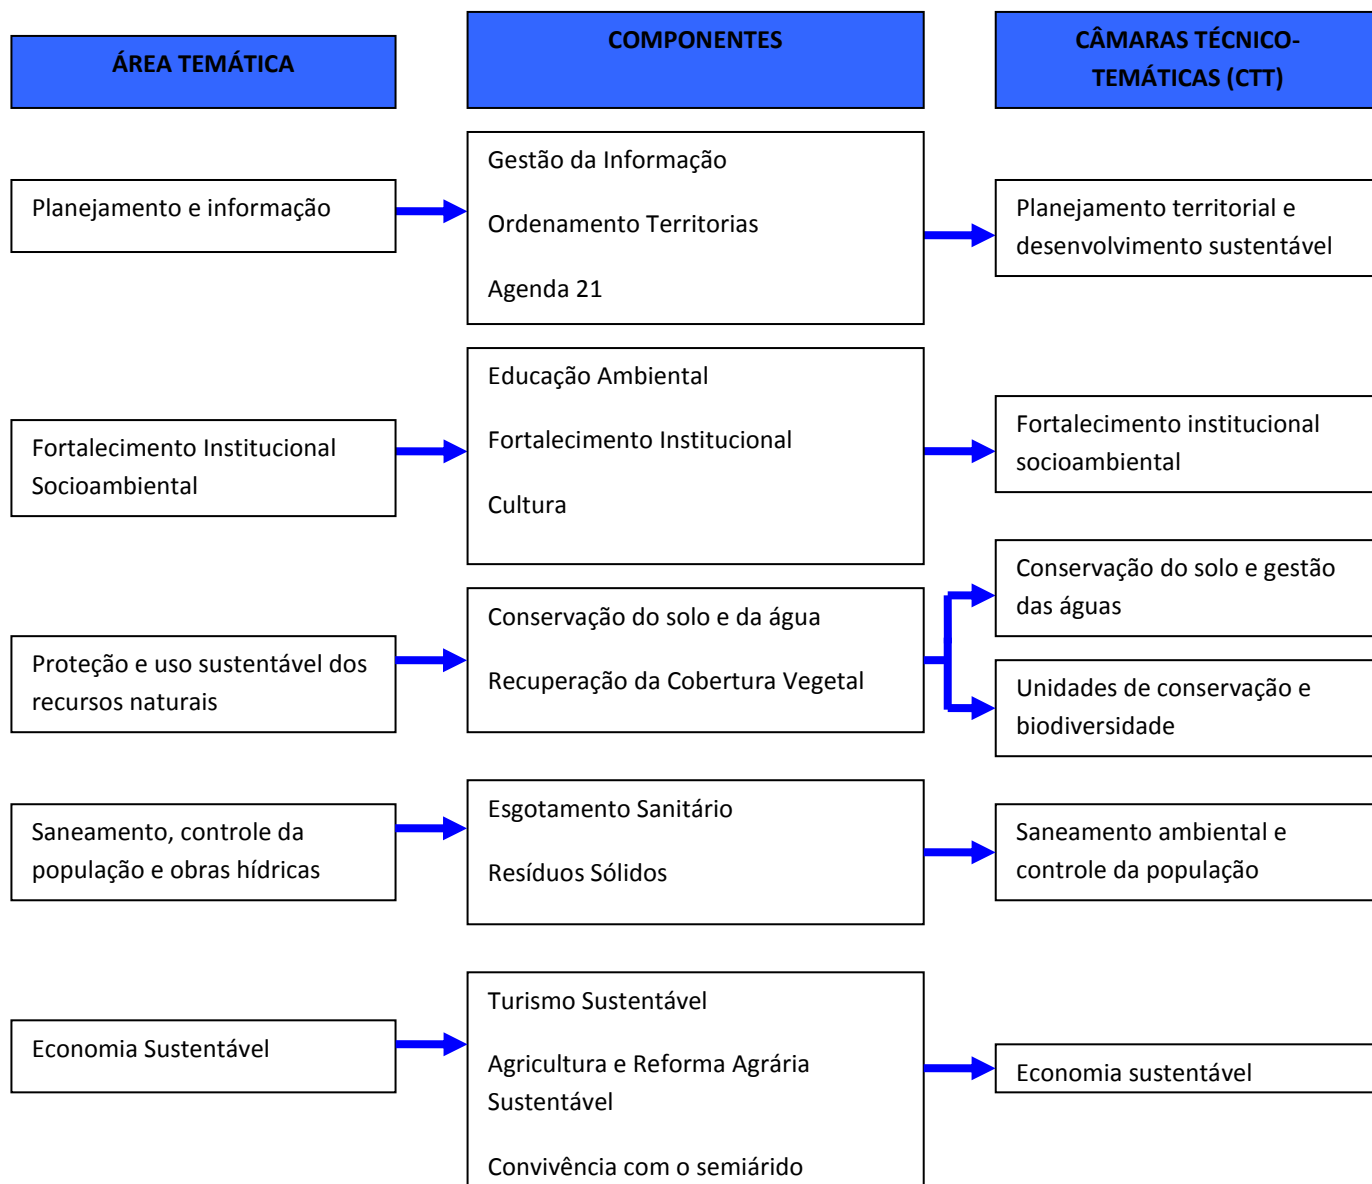 ÁREA TEMÁTICA
COMPONENTES
CÂMARAS TÉCNICO-
TEMÁTICAS (CTT)
Planejamento e informação
Gestão da Informação
Ordenamento Territorias
Agenda 21
Planejamento territorial e
desenvolvimento sustentável
Fortalecimento Institucional
Socioambiental
Educação Ambiental
Fortalecimento Institucional
Cultura
Fortalecimento institucional
socioambiental
Proteção e uso sustentável dos
recursos naturais
Conservação do solo e da água
Recuperação da Cobertura Vegetal
Conservação do solo e gestão
das águas
Unidades de conservação e
biodiversidade
Saneamento, controle da
população e obras hídricas
Esgotamento Sanitário
Resíduos Sólidos
Saneamento ambiental e
controle da população
Economia Sustentável
Turismo Sustentável
Agricultura e Reforma Agrária
Sustentável
Convivência com o semiárido
Economia sustentável